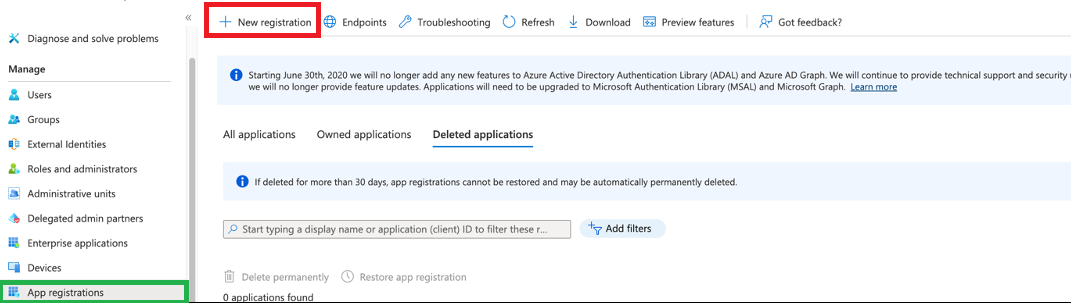 «
Diagnose and solve problems
Manage
Users
Groups
External Identities
Roles and administrators
Administrative units
Delegated admin partners
Enterprise applications
Devices
App registrations
New registration
Endpoints
Troubleshooting
Refresh
Download
Preview features
Got feedback?
Starting June 30th, 2020 we will no longer add any new features to Azure Active Directory Authentication Library (ADAL) and Azure AD Graph. We will continue to provide technical support and security
we will no longer provide feature updates. Applications will need to be upgraded to Microsoft Authentication Library (MSAL) and Microsoft Graph. Learn more
All applications Owned applications Deleted applications
If deleted for more than 30 days, app registrations cannot be restored and may be automatically permanently deleted.
Start typing a display name or application (client) ID to filter these r... Add filters
Delete permanently Restore app registration
0 applications found